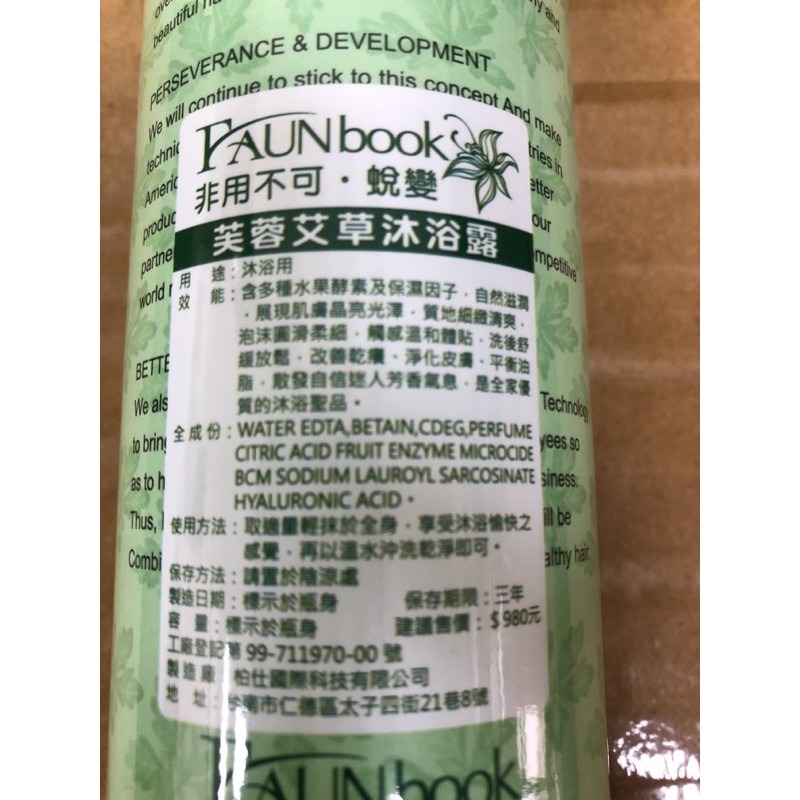 beautiful
PERSEVERANCE & DEVELOPMENT
We will continue to stick to this concept And make
FAUNbook
非用不可・蛻變
芙蓉艾草沐浴露
用途：沐浴用
效能：含多種水果酵素及保濕因子，自然滋潤
，展現肌膚晶亮光澤，質地細緻清爽，
泡沫圓滑柔細，觸感溫和體貼，洗後舒
緩放鬆，改善乾癢、淨化皮膚、平衡油
脂，散發自信迷人芳香氣息，是全家優
質的沐浴聖品。
全成份：WATER EDTA,BETAIN,CDEG,PERFUME
CITRIC ACID FRUIT ENZYME MICROCIDE
BCM SODIUM LAUROYL SARCOSINATE
HYALURONIC ACID。
使用方法：取適量輕抹於全身，享受沐浴愉快之
感覺，再以溫水沖洗乾淨即可。
保存方法：請置於陰涼處
製造日期：標示於瓶身 保存期限：三年
容量：標示於瓶身 建議售價：$980元
工廠登記第 99-711970-00 號
製造廠：柏仕國際科技有限公司
地址：台南市仁德區太子四街21巷8號
We
Technology
to
so
as to
Thus,
be
hair
world
our
FAUNbook